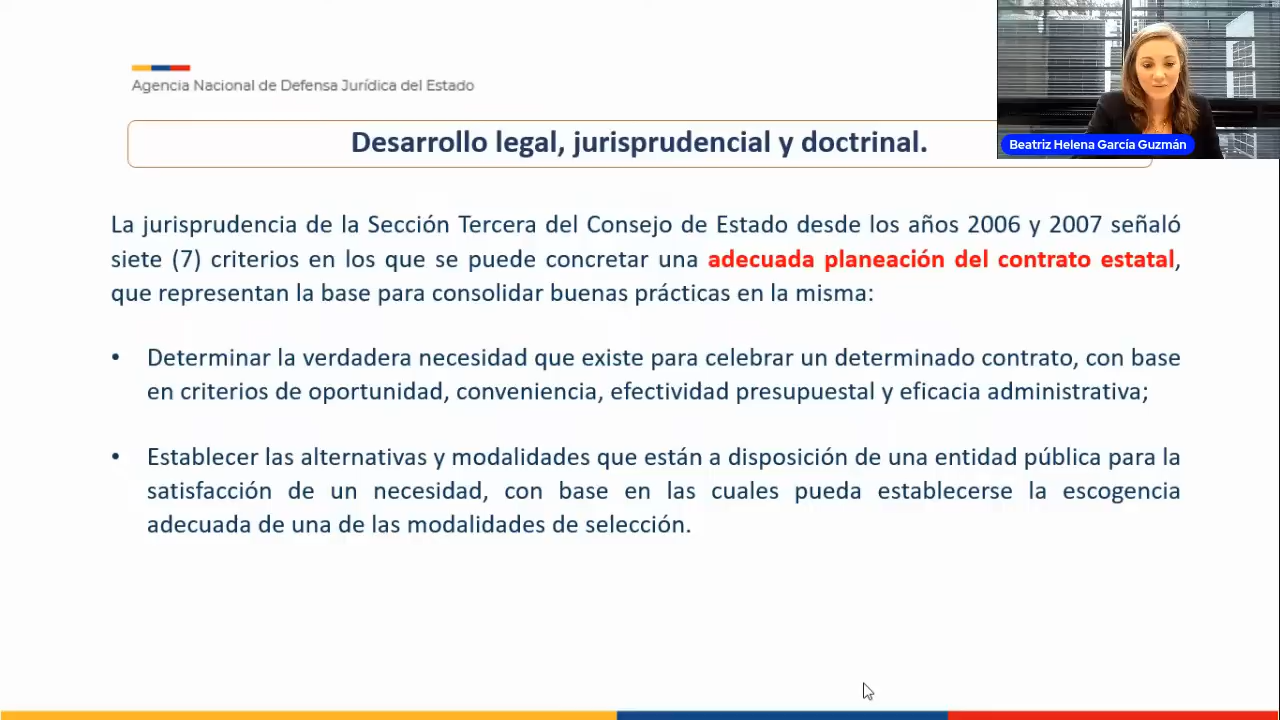 Agencia Nacional de Defensa Jurídica del Estado
Desarrollo legal, jurisprudencial y doctrinal.
Beatriz Helena García Guzmán
La jurisprudencia de la Sección Tercera del Consejo de Estado desde los años 2006 y 2007 señaló
siete (7) criterios en los que se puede concretar una adecuada planeación del contrato estatal,
que representan la base para consolidar buenas prácticas en la misma:
• Determinar la verdadera necesidad que existe para celebrar un determinado contrato, con base
en criterios de oportunidad, conveniencia, efectividad presupuestal y eficacia administrativa;
• Establecer las alternativas y modalidades que están a disposición de una entidad pública para la
satisfacción de un necesidad, con base en las cuales pueda establecerse la escogencia
adecuada de una de las modalidades de selección.